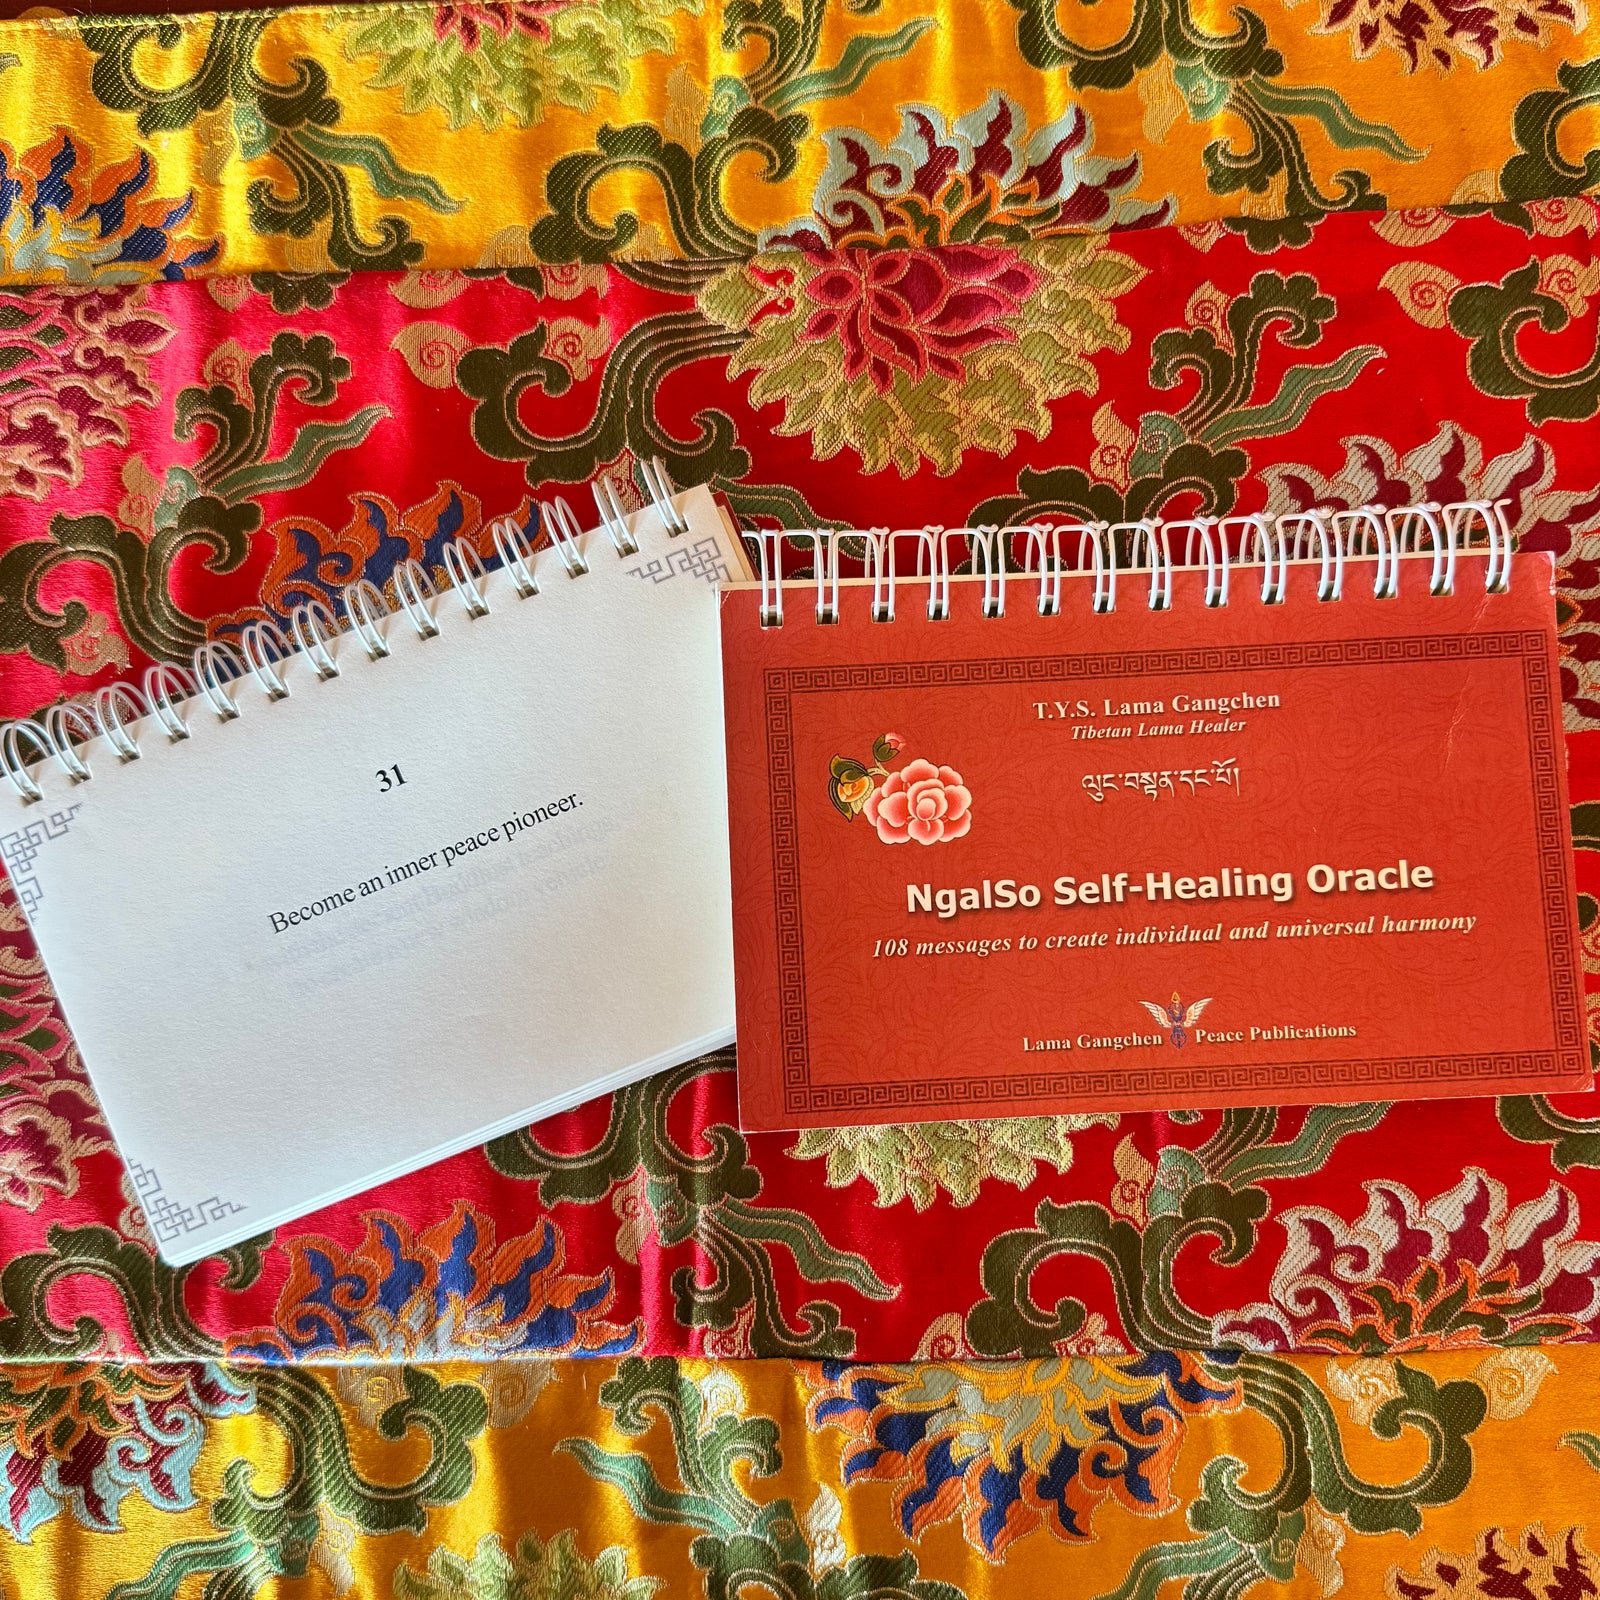 31
Become an inner peace pioneer.
T.Y.S. Lama Gangchen
Tibetan Lama Healer
ལུང་བསྟན་དང་པོ།
NgalSo Self-Healing Oracle
108 messages to create individual and universal harmony
Lama Gangchen Peace Publications